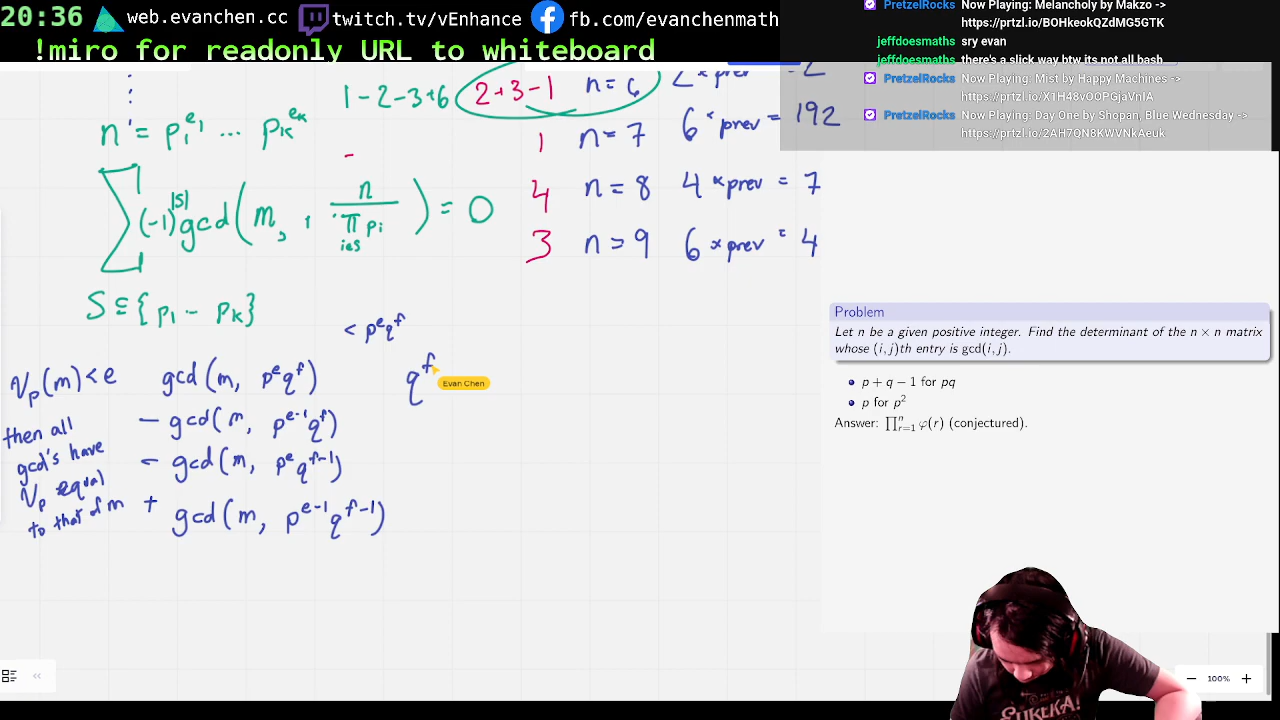 20:36 web.evanchen.cc twitch.tv/vEnhance fb.com/evanchenmath
!miro for readonly URL to whiteboard
PretzelRocks Now Playing: Melancholy by Makzo ->
https://prtzl.io/BOHkeokQZdMG5GTK
jeffdoesmaths sry evan
jeffdoesmaths there's a slick way btw its not all bash
PretzelRocks Now Playing: Mist by Happy Machines ->
https://prtzl.io/X1H48vOOPGjaVnIA
PretzelRocks Now Playing: Day One by Shopan, Blue Wednesday ->
https://prtzl.io/2AH7QN8KWVNkAeuk
1-2-3+6 2+3-1 n=6 2 × prev = 2
n = p₁^e₁ ... pₖ^eₖ
1 n=7 6 × prev = 192
∑ (-1)^|S| gcd(m, n / ∏ pᵢ) = 0
i∈S
4 n=8 4 × prev = 7
3 n=9 6 × prev = 4
S ⊆ {p₁ - pₖ}
< p^e q^f
νₚ(m) < e gcd(m, p^e q^f) q^f
Evan Chen
then all - gcd(m, p^(e-1) q^f)
gcd's have - gcd(m, p^e q^(f-1))
νₚ equal
to that of m + gcd(m, p^(e-1) q^(f-1))
Problem
Let n be a given positive integer. Find the determinant of the n × n matrix
whose (i, j)th entry is gcd(i, j).
• p + q − 1 for pq
• p for p²
Answer: ∏ⁿᵣ₌₁ φ(r) (conjectured).
EUREKA!
100%